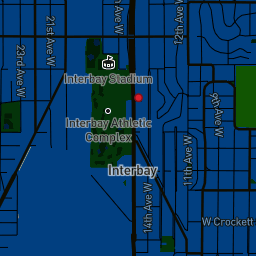 21st Ave W
Ave W
12th Ave W
23rd Ave W
Interbay Stadium
9th Ave W
Interbay Athletic
Complex
Interbay
11th Ave W
14th Ave W
W Crockett